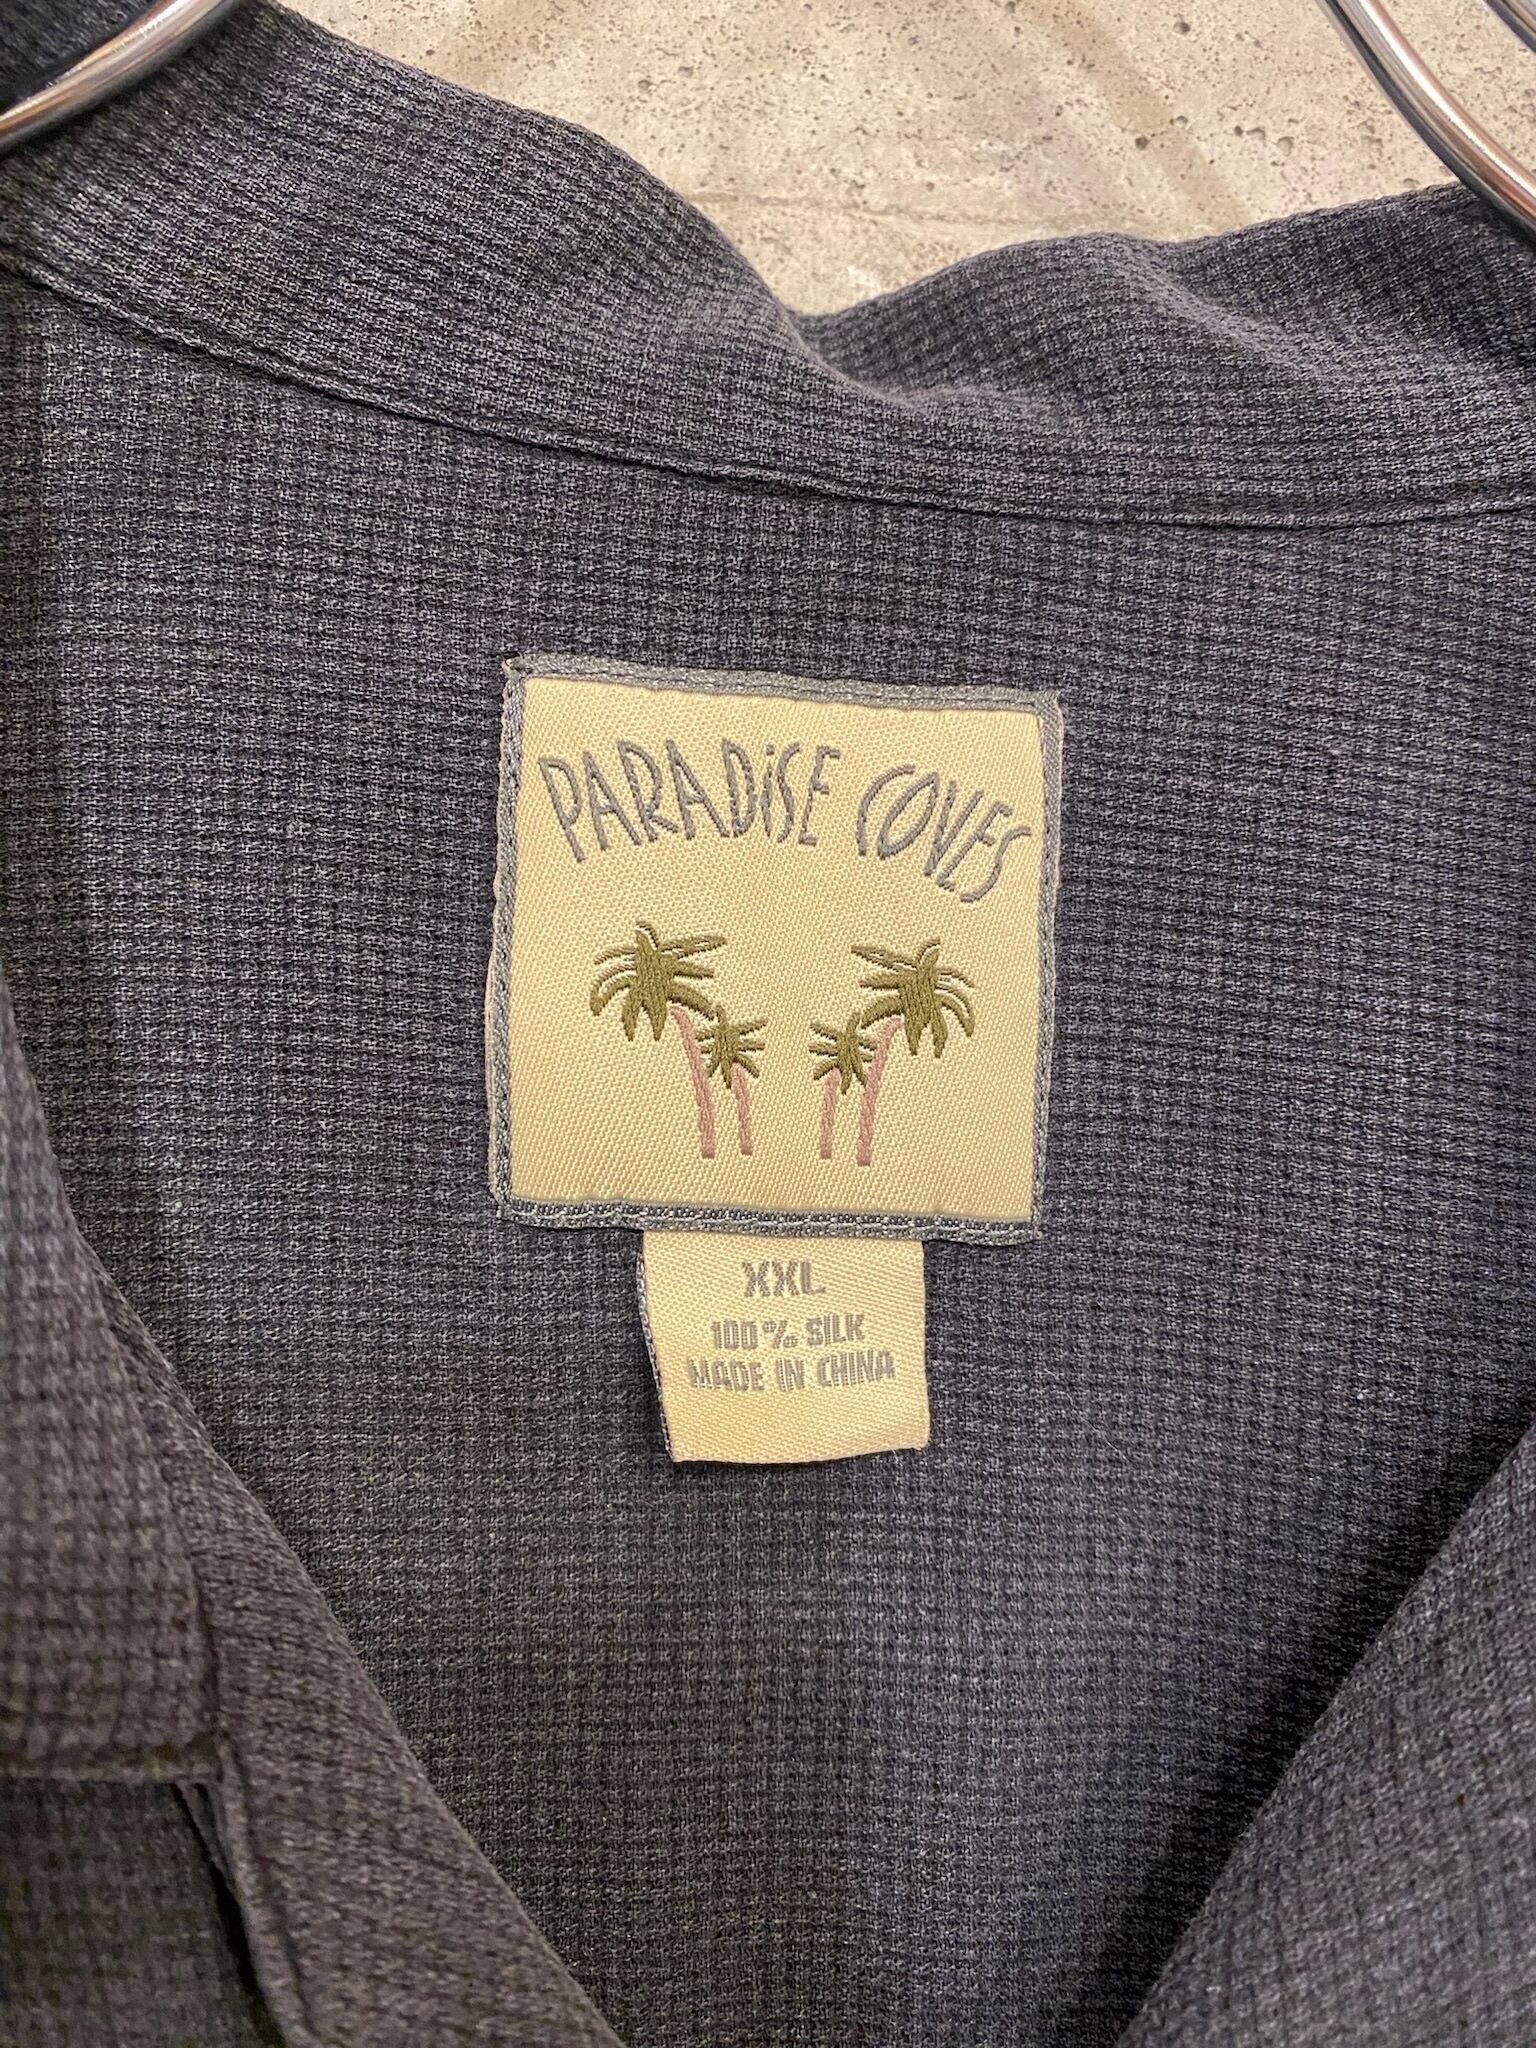 PARADiSE COVES
XXL
100% SILK
MADE IN CHINA